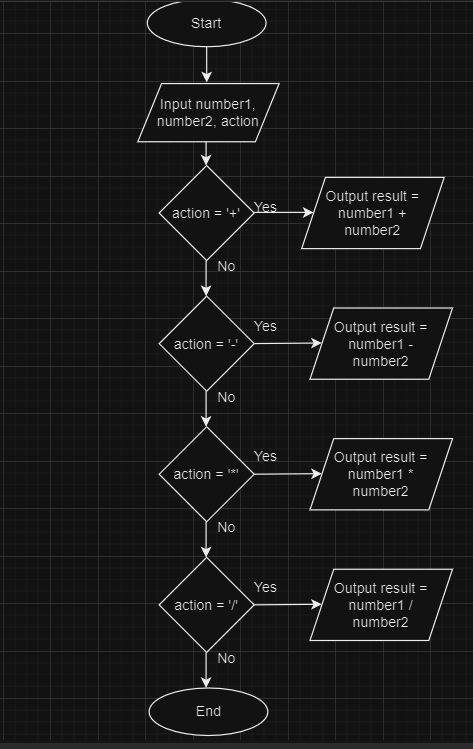 Start
Input number1,
number2, action
action = '+'
Yes
Output result =
number1 +
number2
No
action = '-'
Yes
Output result =
number1 -
number2
No
action = '*'
Yes
Output result =
number1 *
number2
No
action = '/'
Yes
Output result =
number1 /
number2
No
End